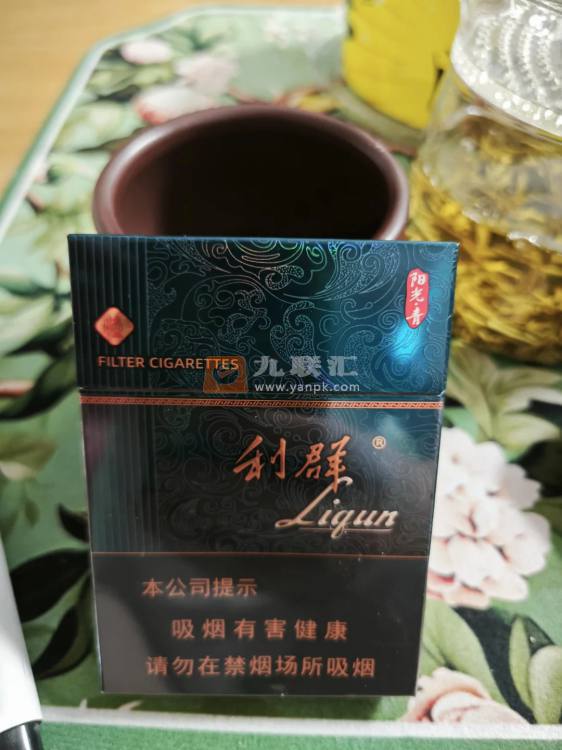 阳光·青
FILTER CIGARETTES
九联汇
www.yanpk.com
利群®
Liqun
本公司提示
吸烟有害健康
请勿在禁烟场所吸烟